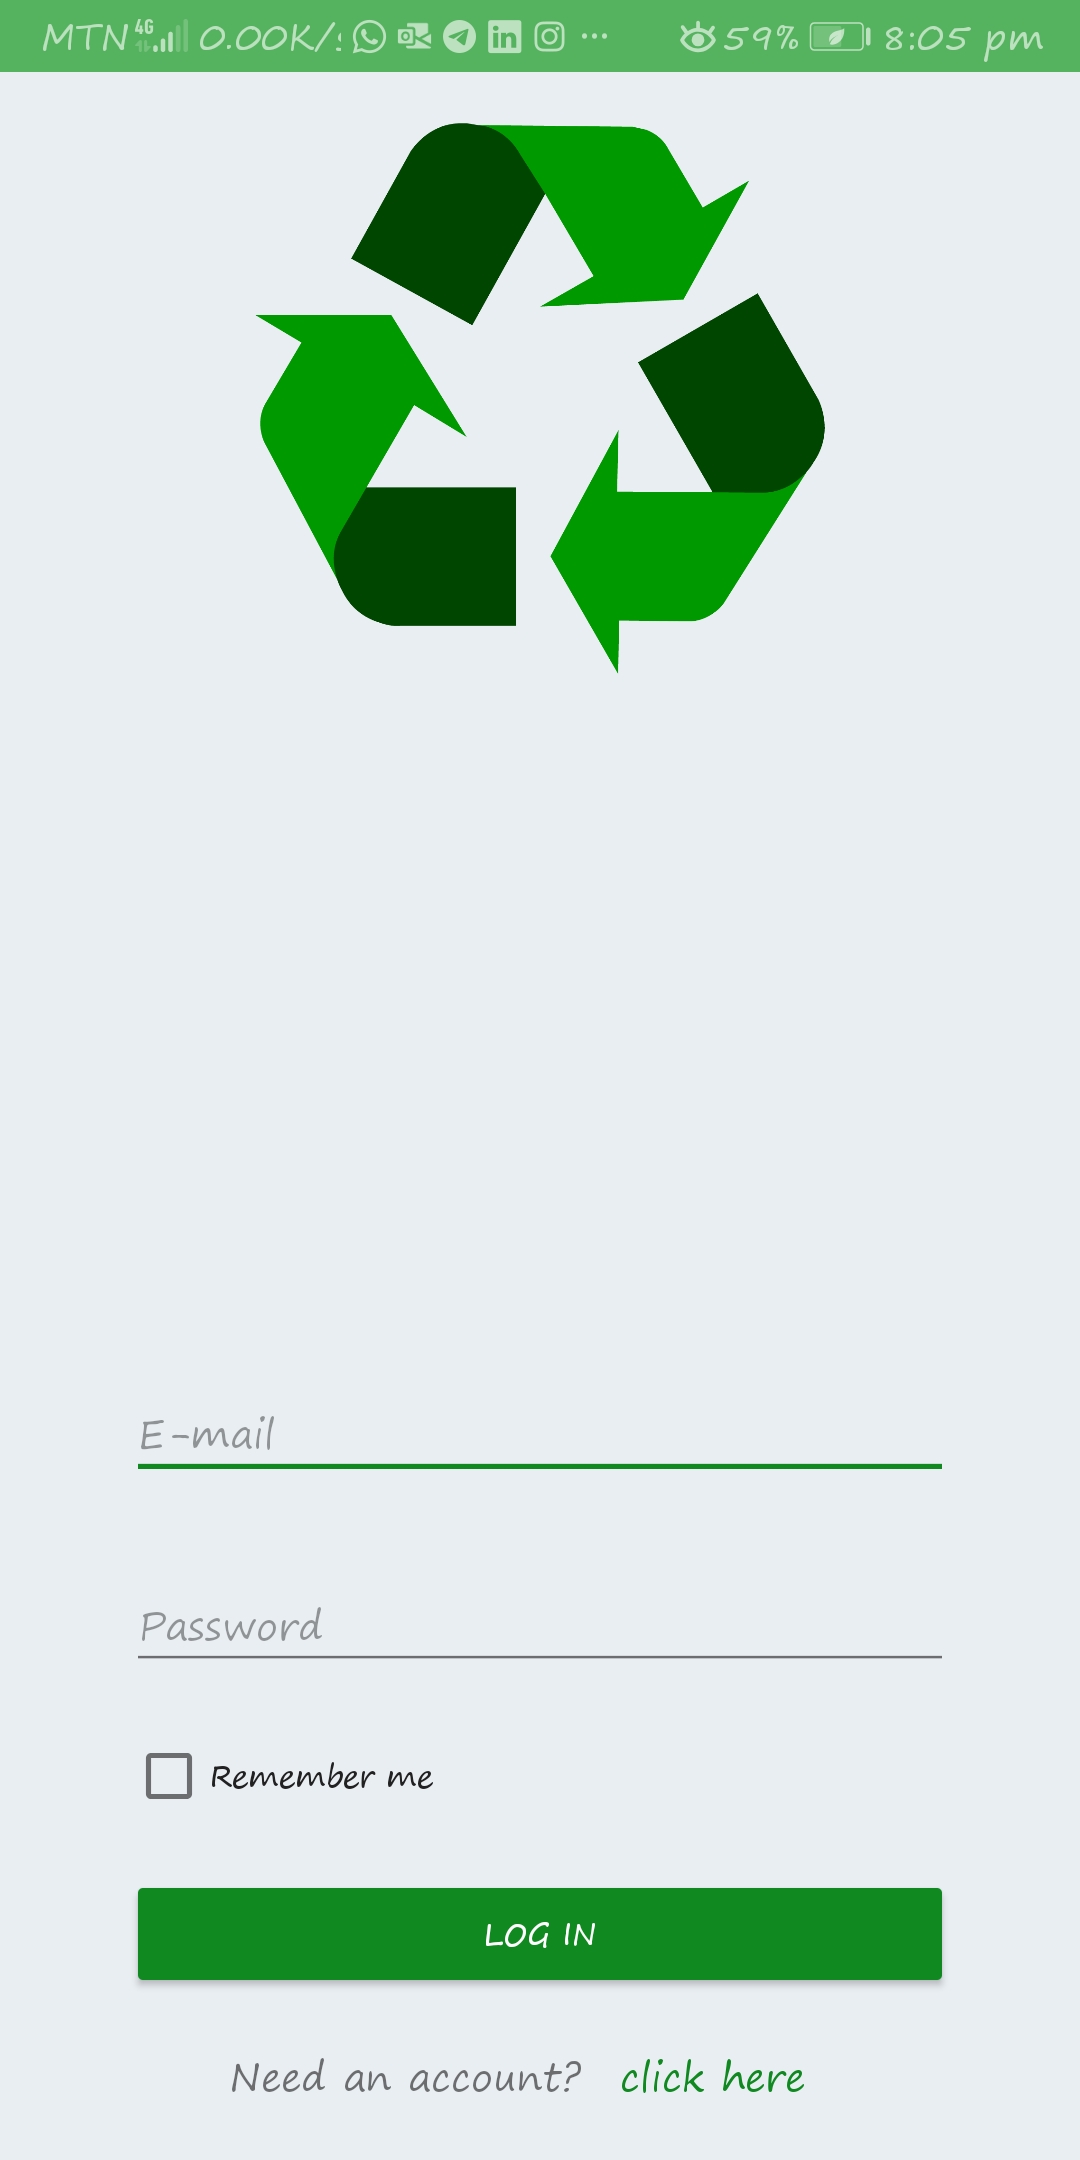 MTN 4G 0.00K/s 59% 8:05 pm
E-mail
Password
Remember me
LOG IN
Need an account? click here